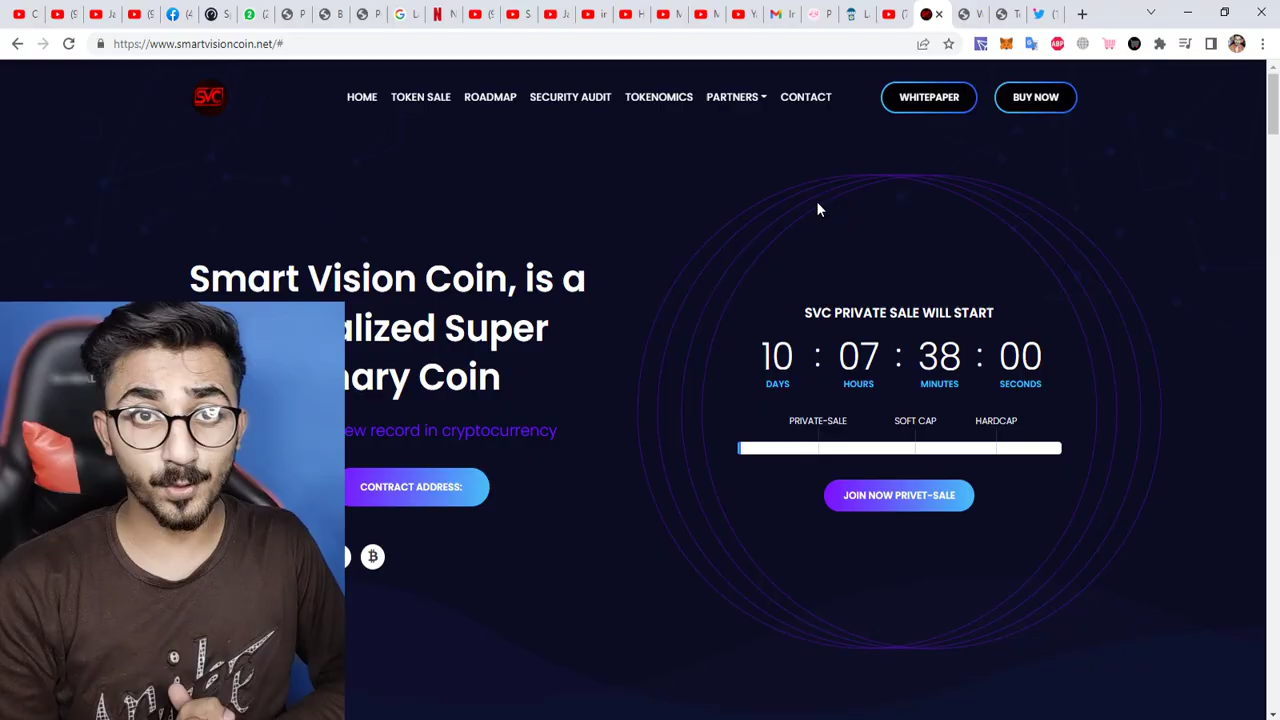 https://www.smartvisioncoin.net/#
SVC
HOME
TOKEN SALE
ROADMAP
SECURITY AUDIT
TOKENOMICS
PARTNERS
CONTACT
WHITEPAPER
BUY NOW
Smart Vision Coin, is a
alized Super
nary Coin
ew record in cryptocurrency
CONTRACT ADDRESS:
SVC PRIVATE SALE WILL START
10 : 07 : 38 : 00
DAYS HOURS MINUTES SECONDS
PRIVATE-SALE SOFT CAP HARDCAP
JOIN NOW PRIVET-SALE